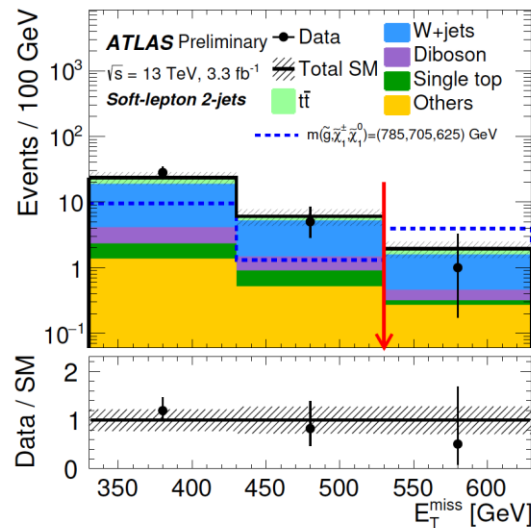 ATLAS Preliminary
√s = 13 TeV, 3.3 fb⁻¹
Soft-lepton 2-jets
Data
Total SM
tt̄
W+jets
Diboson
Single top
Others
m(g̃,χ̃₁±,χ̃₁⁰)=(785,705,625) GeV
Events / 100 GeV
10³
10²
10
1
10⁻¹
Data / SM
2
1
0
350 400 450 500 550 600
E_T^miss [GeV]